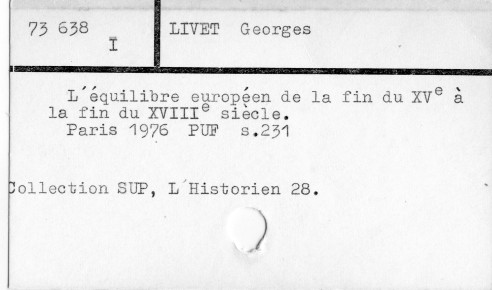 73 638
I
LIVET Georges
L'équilibre européen de la fin du XVe à
la fin du XVIIIe siècle.
Paris 1976 PUF s.231
Collection SUP, L'Historien 28.